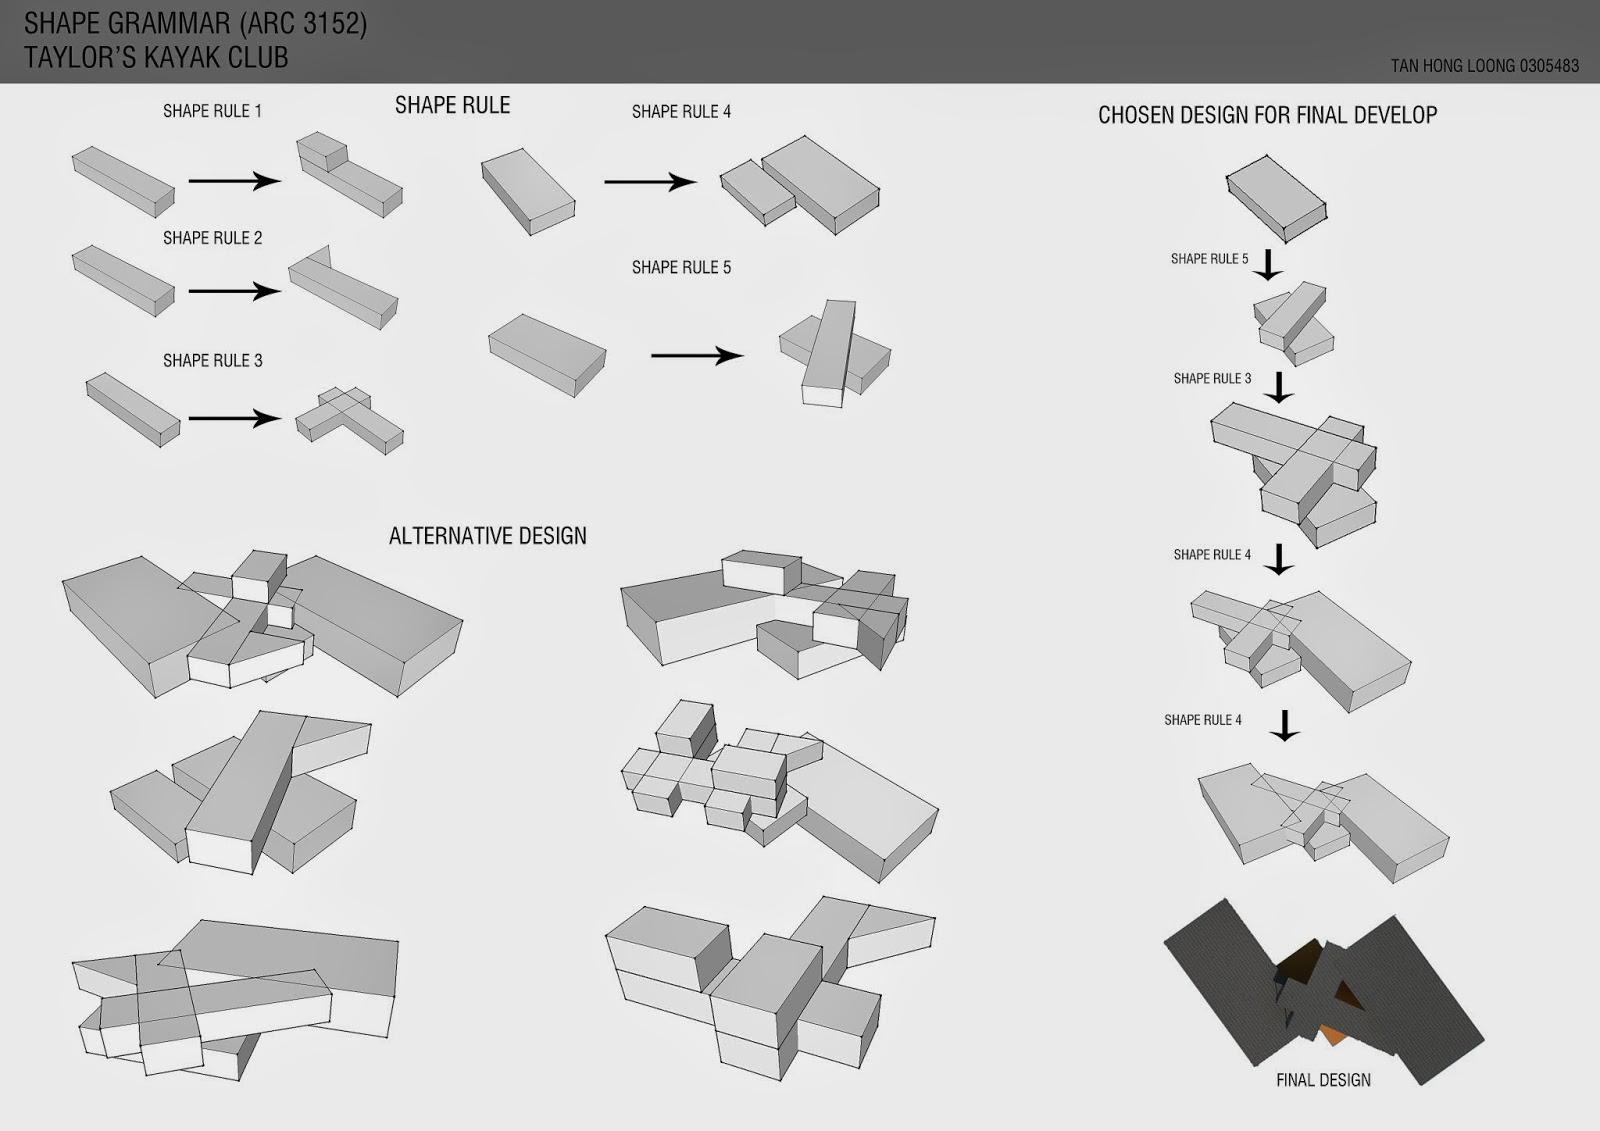 SHAPE GRAMMAR (ARC 3152)
TAYLOR'S KAYAK CLUB
TAN HONG LOONG 0305483
SHAPE RULE
SHAPE RULE 1
SHAPE RULE 2
SHAPE RULE 3
SHAPE RULE 4
SHAPE RULE 5
ALTERNATIVE DESIGN
CHOSEN DESIGN FOR FINAL DEVELOP
SHAPE RULE 5
SHAPE RULE 3
SHAPE RULE 4
SHAPE RULE 4
FINAL DESIGN